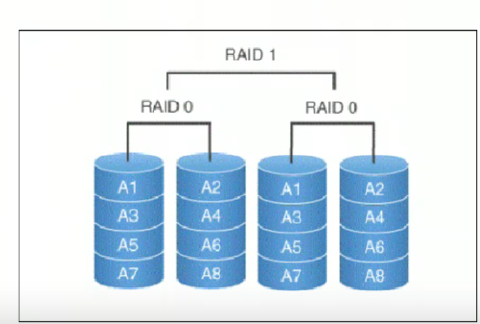 RAID 1
RAID 0 RAID 0
A1 A2 A1 A2
A3 A4 A3 A4
A5 A6 A5 A6
A7 A8 A7 A8